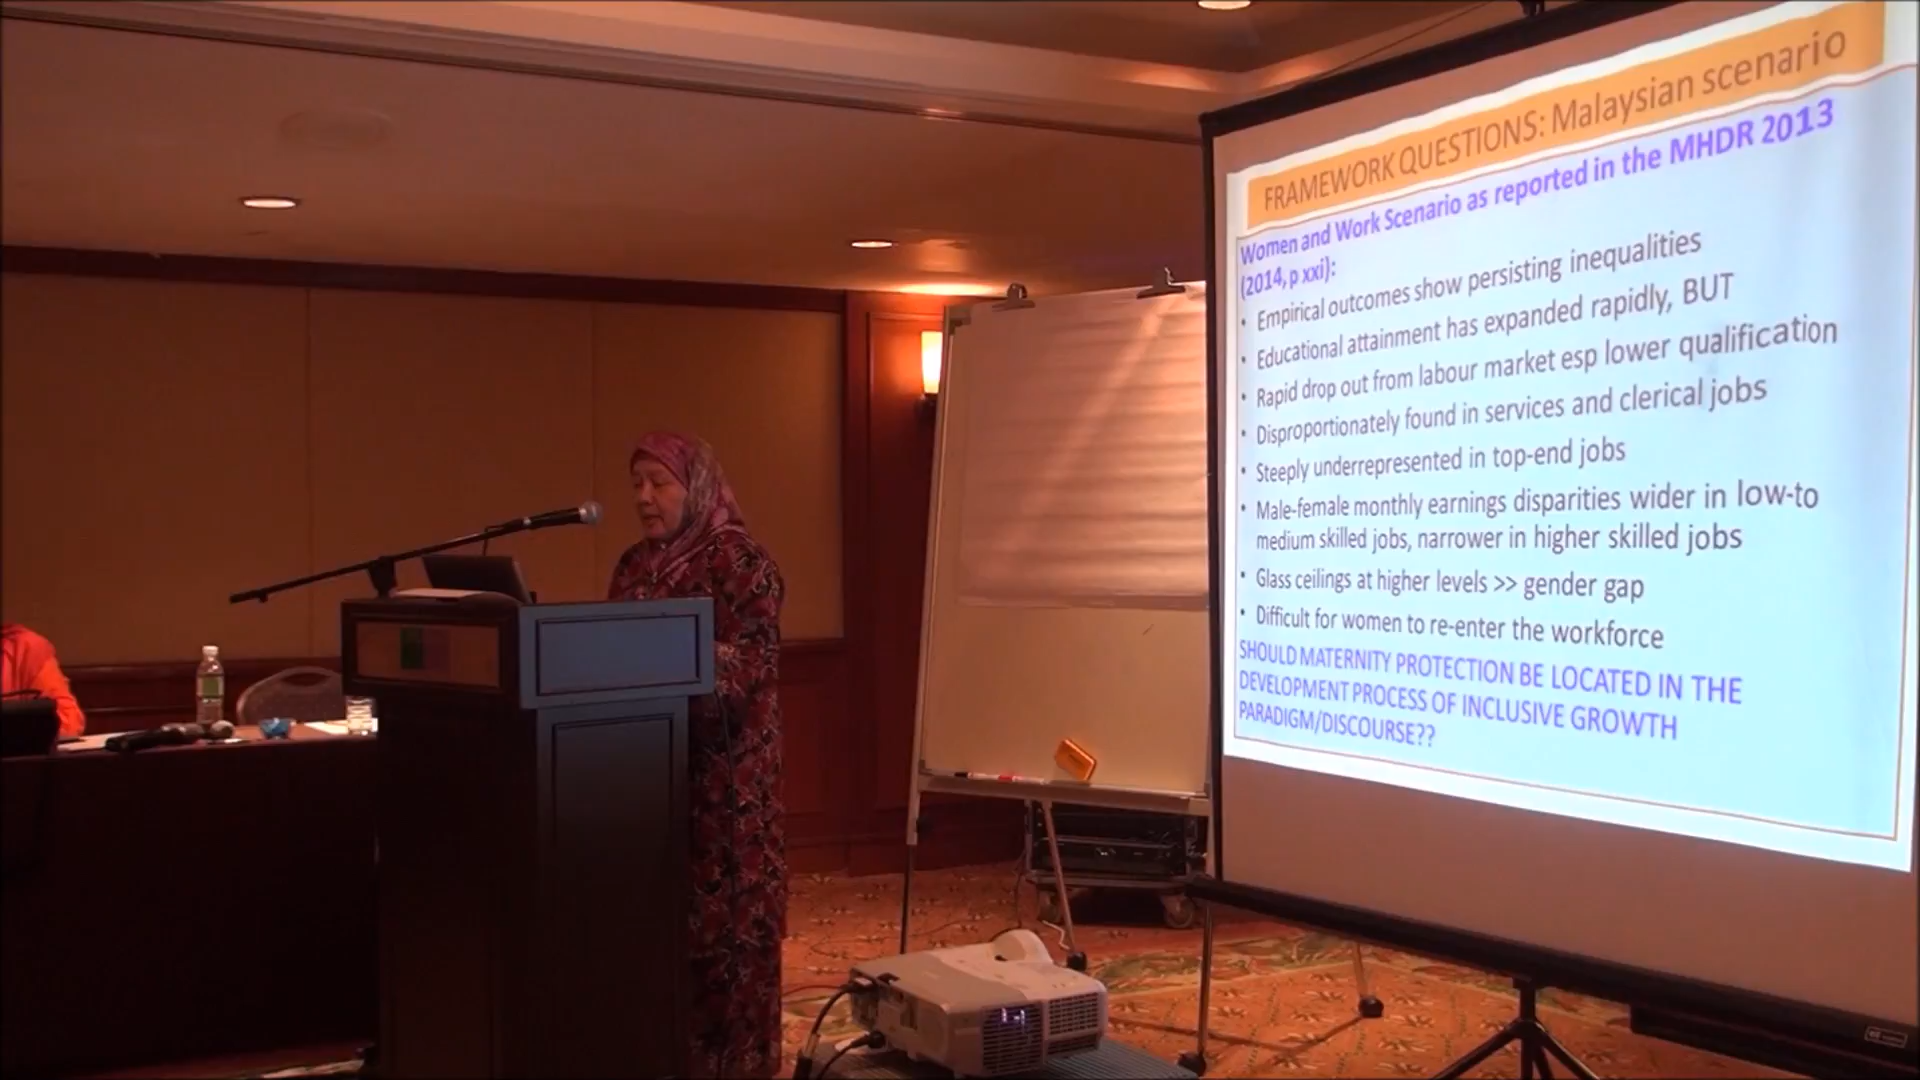 FRAMEWORK QUESTIONS: Malaysian scenario
Women and Work Scenario as reported in the MHDR 2013
(2014, p xxi):
• Empirical outcomes show persisting inequalities
• Educational attainment has expanded rapidly, BUT
• Rapid drop out from labour market esp lower qualification
• Disproportionately found in services and clerical jobs
• Steeply underrepresented in top-end jobs
• Male-female monthly earnings disparities wider in low-to
medium skilled jobs, narrower in higher skilled jobs
• Glass ceilings at higher levels >> gender gap
• Difficult for women to re-enter the workforce
SHOULD MATERNITY PROTECTION BE LOCATED IN THE
DEVELOPMENT PROCESS OF INCLUSIVE GROWTH
PARADIGM/DISCOURSE??